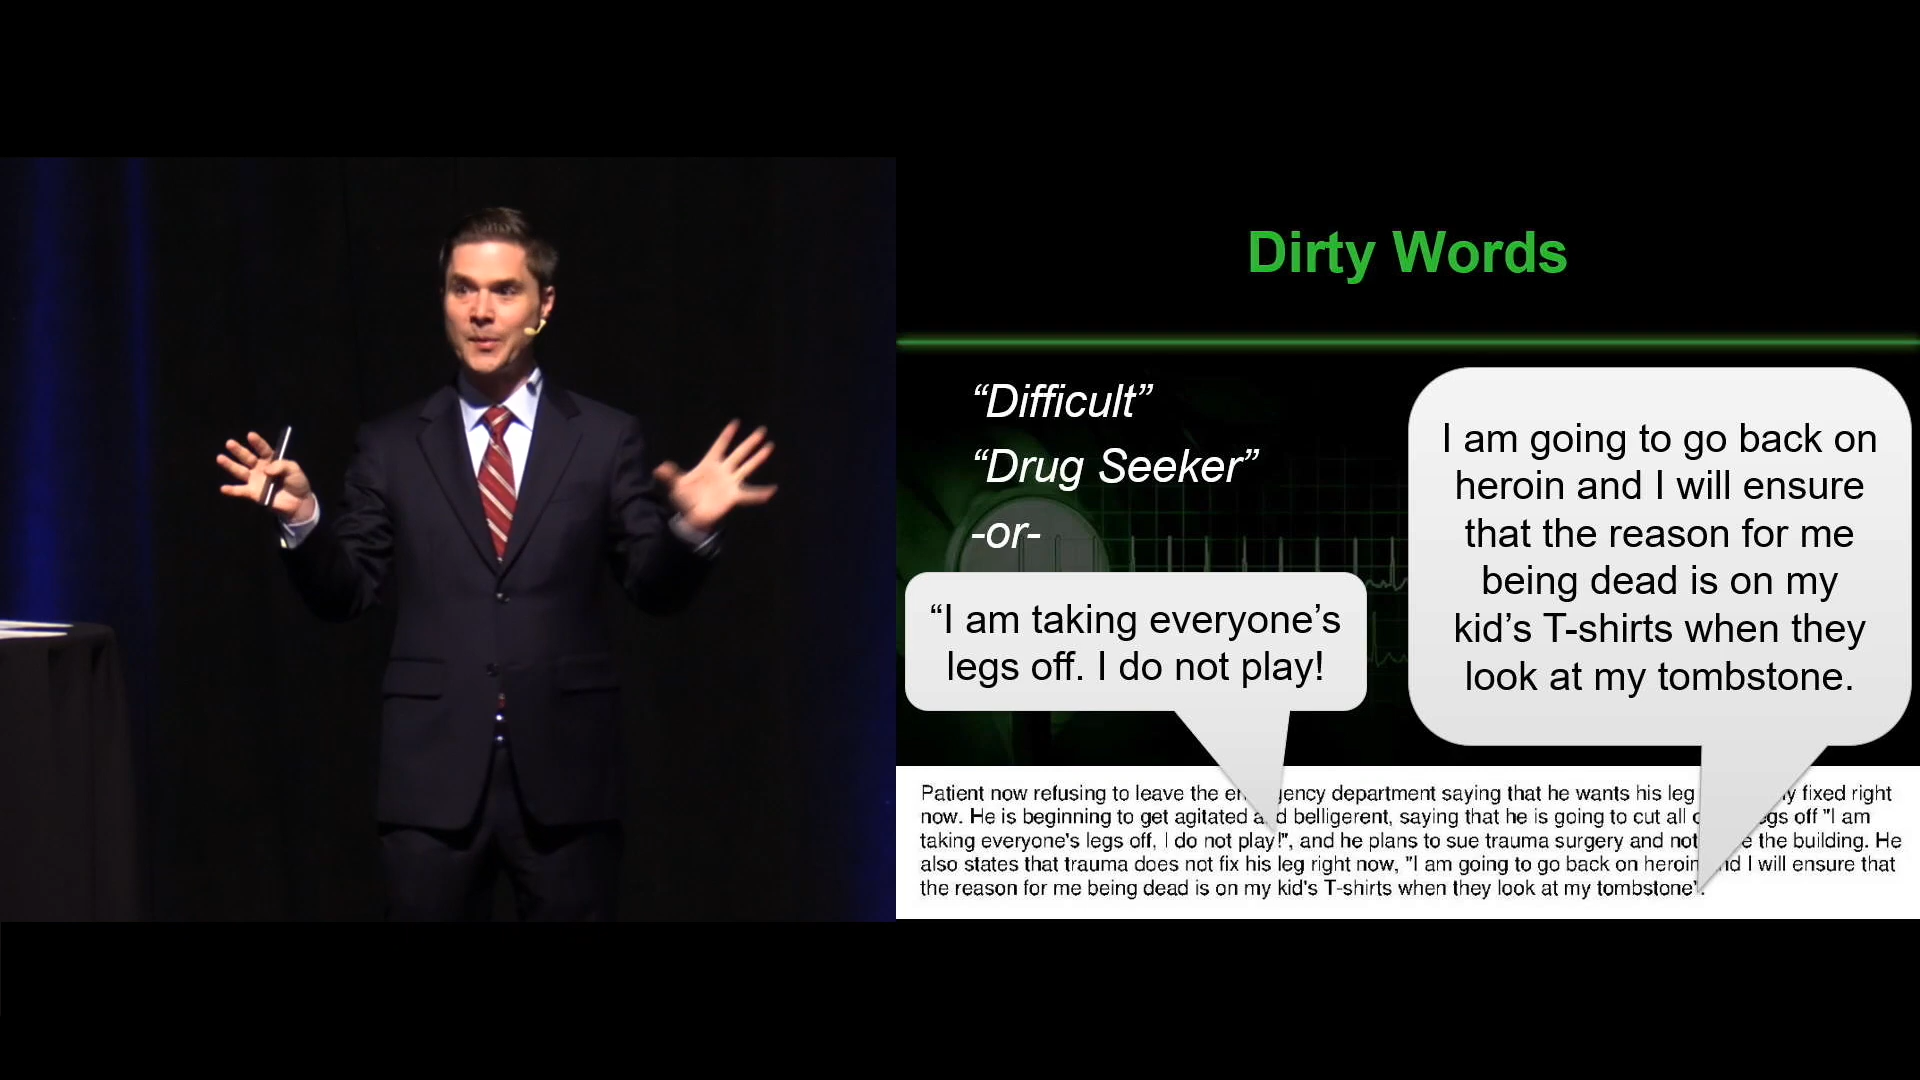 Dirty Words
“Difficult”
“Drug Seeker”
-or-
“I am taking everyone’s
legs off. I do not play!
I am going to go back on
heroin and I will ensure
that the reason for me
being dead is on my
kid’s T-shirts when they
look at my tombstone.
Patient now refusing to leave the saying that he wants his leg fixed right
now. He is beginning to get agitated belligerent, saying that he is going to cut all off "I am
taking everyone's legs off, I do not play!", and he plans to sue trauma surgery and not the building. He
also states that trauma does not fix his leg right now, "I am going to go back on heroin I will ensure that
the reason for me being dead is on my kid's T-shirts when they look at my tombstone".